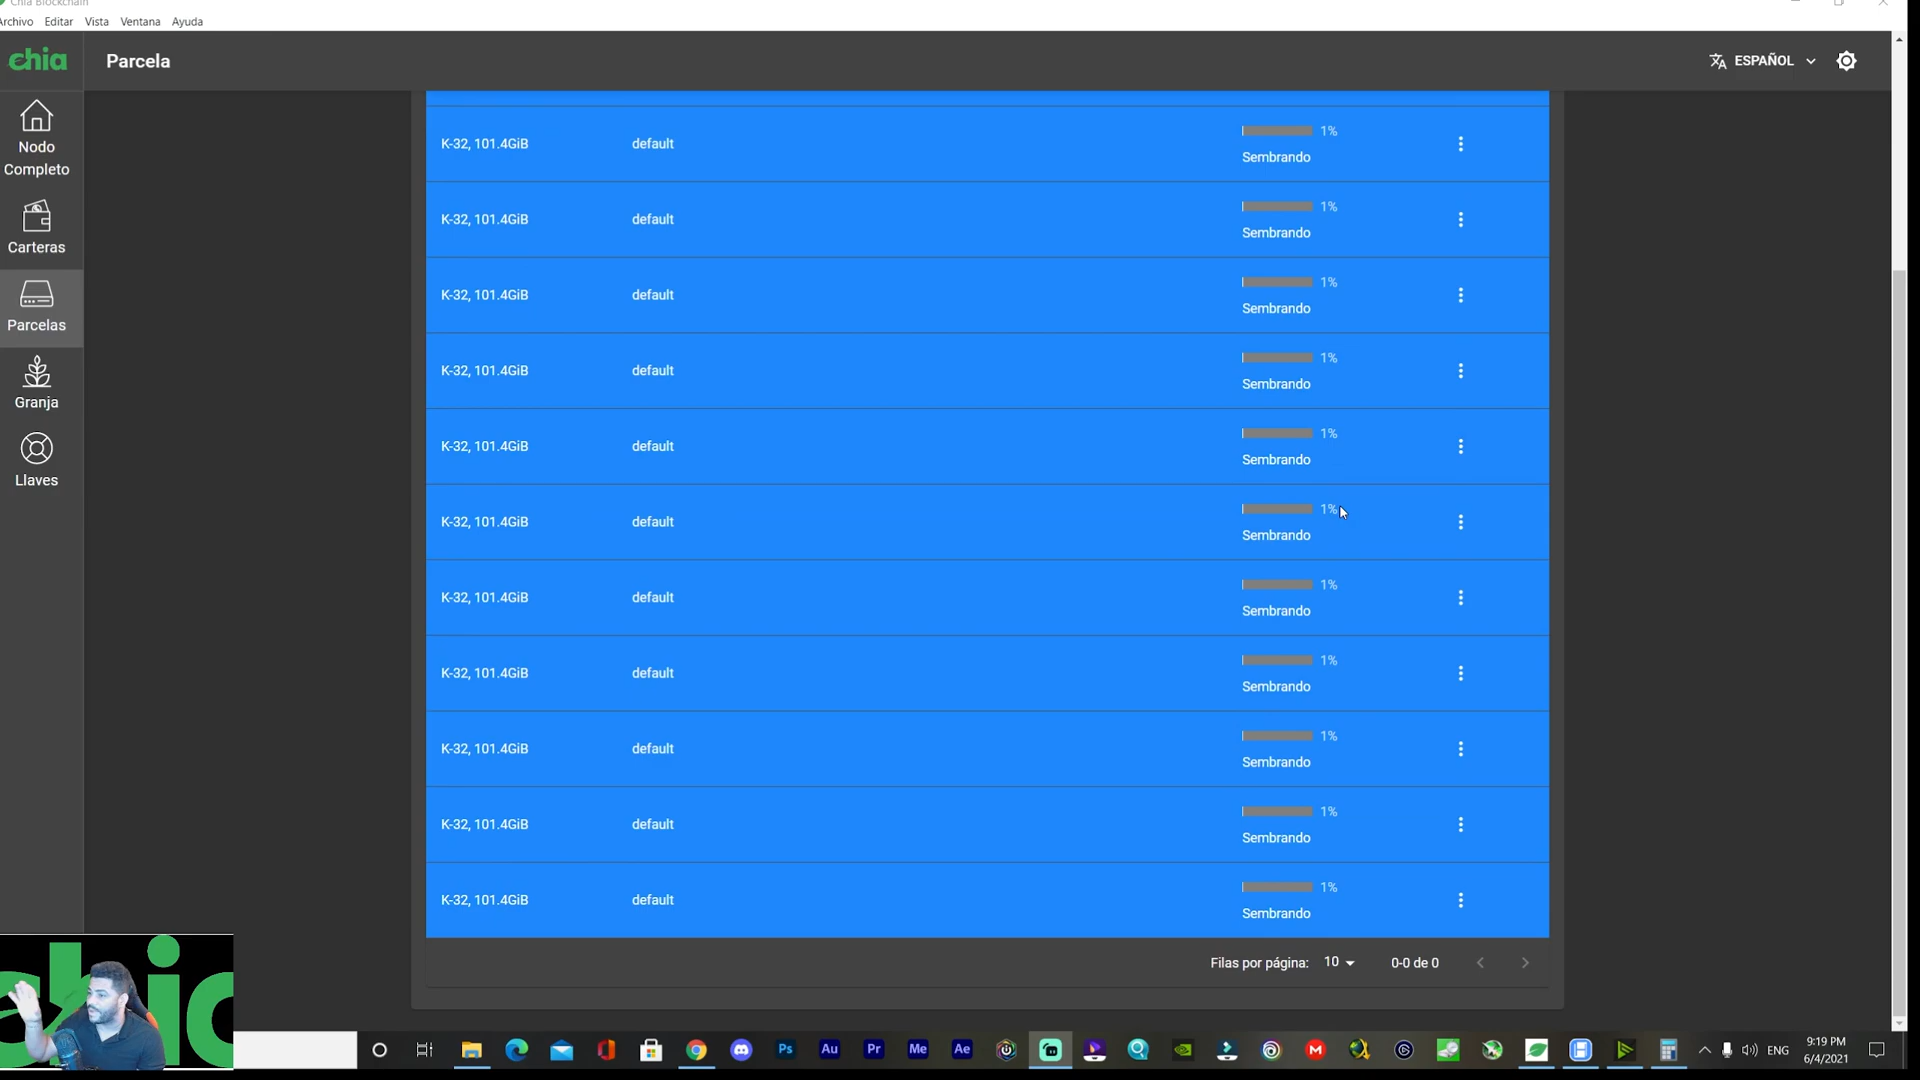 Chia Blockchain
Archivo Editar Vista Ventana Ayuda
chia
Parcela
ESPAÑOL
Nodo
Completo
Carteras
Parcelas
Granja
Llaves
K-32, 101.4GiB default 1%
Sembrando
K-32, 101.4GiB default 1%
Sembrando
K-32, 101.4GiB default 1%
Sembrando
K-32, 101.4GiB default 1%
Sembrando
K-32, 101.4GiB default 1%
Sembrando
K-32, 101.4GiB default 1%
Sembrando
K-32, 101.4GiB default 1%
Sembrando
K-32, 101.4GiB default 1%
Sembrando
K-32, 101.4GiB default 1%
Sembrando
K-32, 101.4GiB default 1%
Sembrando
K-32, 101.4GiB default 1%
Sembrando
Filas por página: 10 0-0 de 0
chia
Ps Au Pr Me Ae M ENG
9:19 PM
6/4/2021